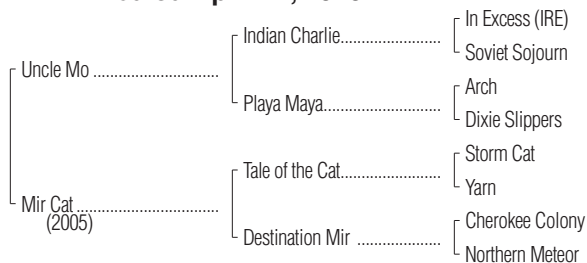 In Excess (IRE)
Indian Charlie
Soviet Sojourn
Uncle Mo
Arch
Playa Maya
Dixie Slippers
Storm Cat
Tale of the Cat
Yarn
Mir Cat
(2005)
Cherokee Colony
Destination Mir
Northern Meteor